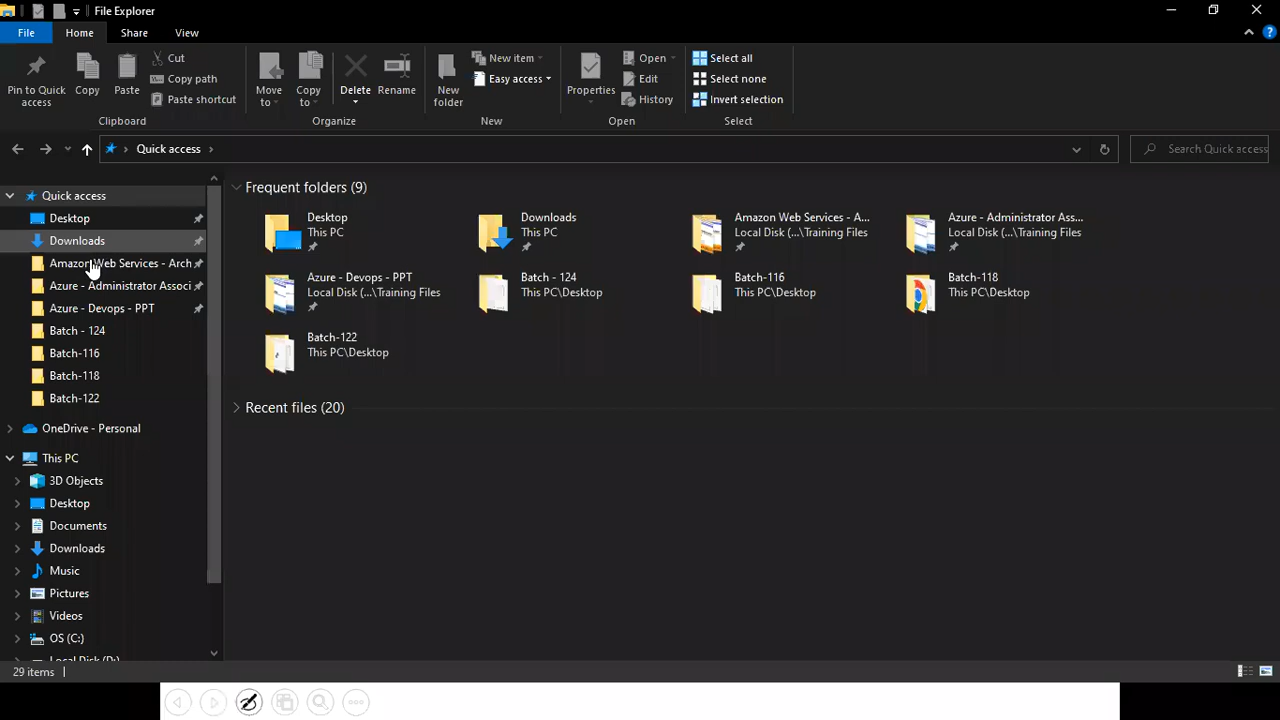 File Explorer
File Home Share View
Pin to Quick access
Copy
Paste
Cut
Copy path
Paste shortcut
Clipboard
Move to
Copy to
Delete
Rename
Organize
New folder
New item
Easy access
New
Properties
Open
Edit
History
Open
Select all
Select none
Invert selection
Select
Quick access
Search Quick access
Quick access
Desktop
Downloads
Amazon Web Services - Arch
Azure - Administrator Associ
Azure - Devops - PPT
Batch - 124
Batch-116
Batch-118
Batch-122
OneDrive - Personal
This PC
3D Objects
Desktop
Documents
Downloads
Music
Pictures
Videos
OS (C:)
Local Disk (D:)
Frequent folders (9)
Desktop
This PC
Downloads
This PC
Amazon Web Services - A...
Local Disk (...\Training Files
Azure - Administrator Ass...
Local Disk (...\Training Files
Azure - Devops - PPT
Local Disk (...\Training Files
Batch - 124
This PC\Desktop
Batch-116
This PC\Desktop
Batch-118
This PC\Desktop
Batch-122
This PC\Desktop
Recent files (20)
29 items